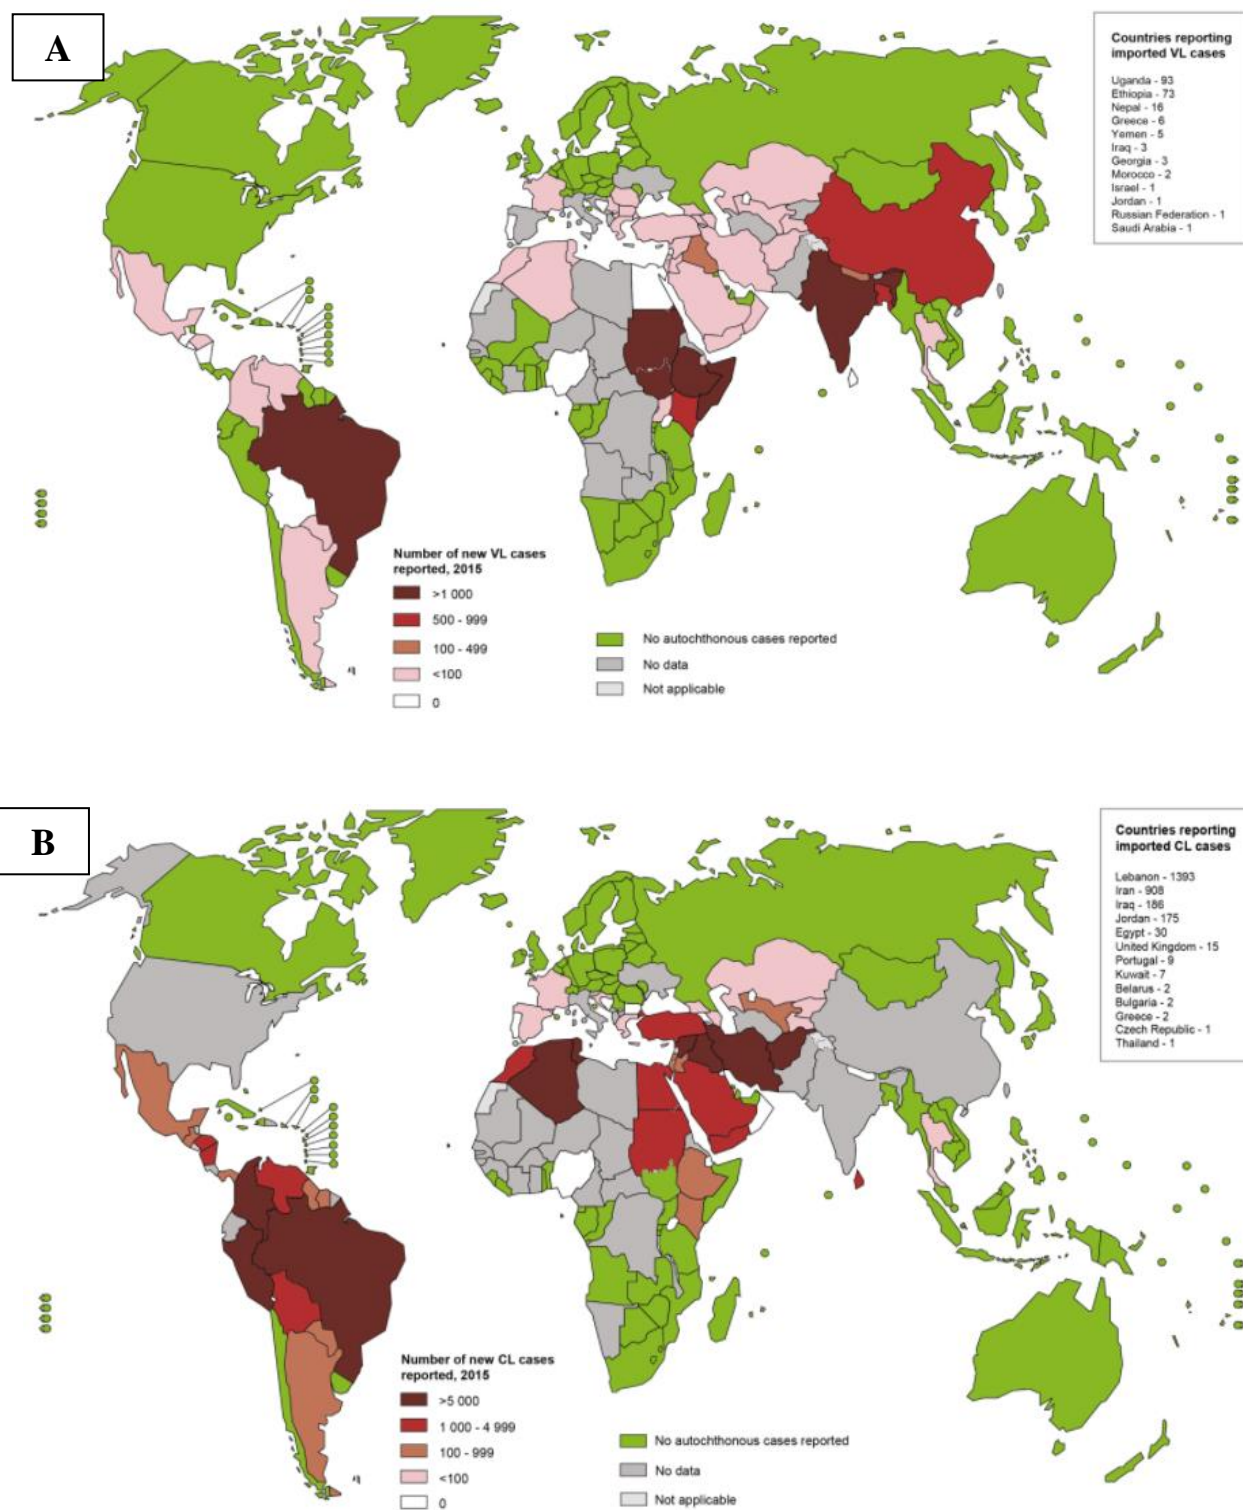 A
Countries reporting
imported VL cases
Uganda - 93
Ethiopia - 73
Nepal - 16
Greece - 6
Yemen - 5
Iraq - 3
Georgia - 3
Morocco - 2
Israel - 1
Jordan - 1
Russian Federation - 1
Saudi Arabia - 1
Number of new VL cases
reported, 2015
>1 000
500 - 999
100 - 499
<100
0
No autochthonous cases reported
No data
Not applicable
B
Countries reporting
imported CL cases
Lebanon - 1393
Iran - 908
Iraq - 186
Jordan - 175
Egypt - 30
United Kingdom - 15
Portugal - 9
Kuwait - 7
Belarus - 2
Bulgaria - 2
Greece - 2
Czech Republic - 1
Thailand - 1
Number of new CL cases
reported, 2015
>5 000
1 000 - 4 999
100 - 999
<100
0
No autochthonous cases reported
No data
Not applicable